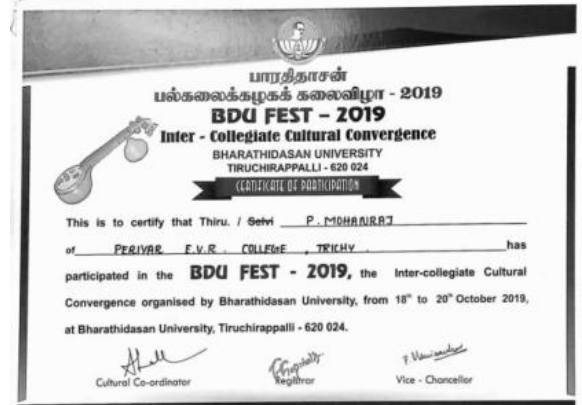 பாரதிதாசன்
பல்கலைக்கழகக் கலைவிழா - 2019
BDU FEST – 2019
Inter - Collegiate Cultural Convergence
BHARATHIDASAN UNIVERSITY
TIRUCHIRAPPALLI - 620 024
CERTIFICATE OF PARTICIPATION
This is to certify that Thiru. / Selvi P. MOHANRAJ
of PERIYAR E.V.R. COLLEGE, TRICHY. has
participated in the BDU FEST - 2019, the Inter-collegiate Cultural
Convergence organised by Bharathidasan University, from 18th to 20th October 2019,
at Bharathidasan University, Tiruchirappalli - 620 024.
Cultural Co-ordinator Registrar Vice - Chancellor